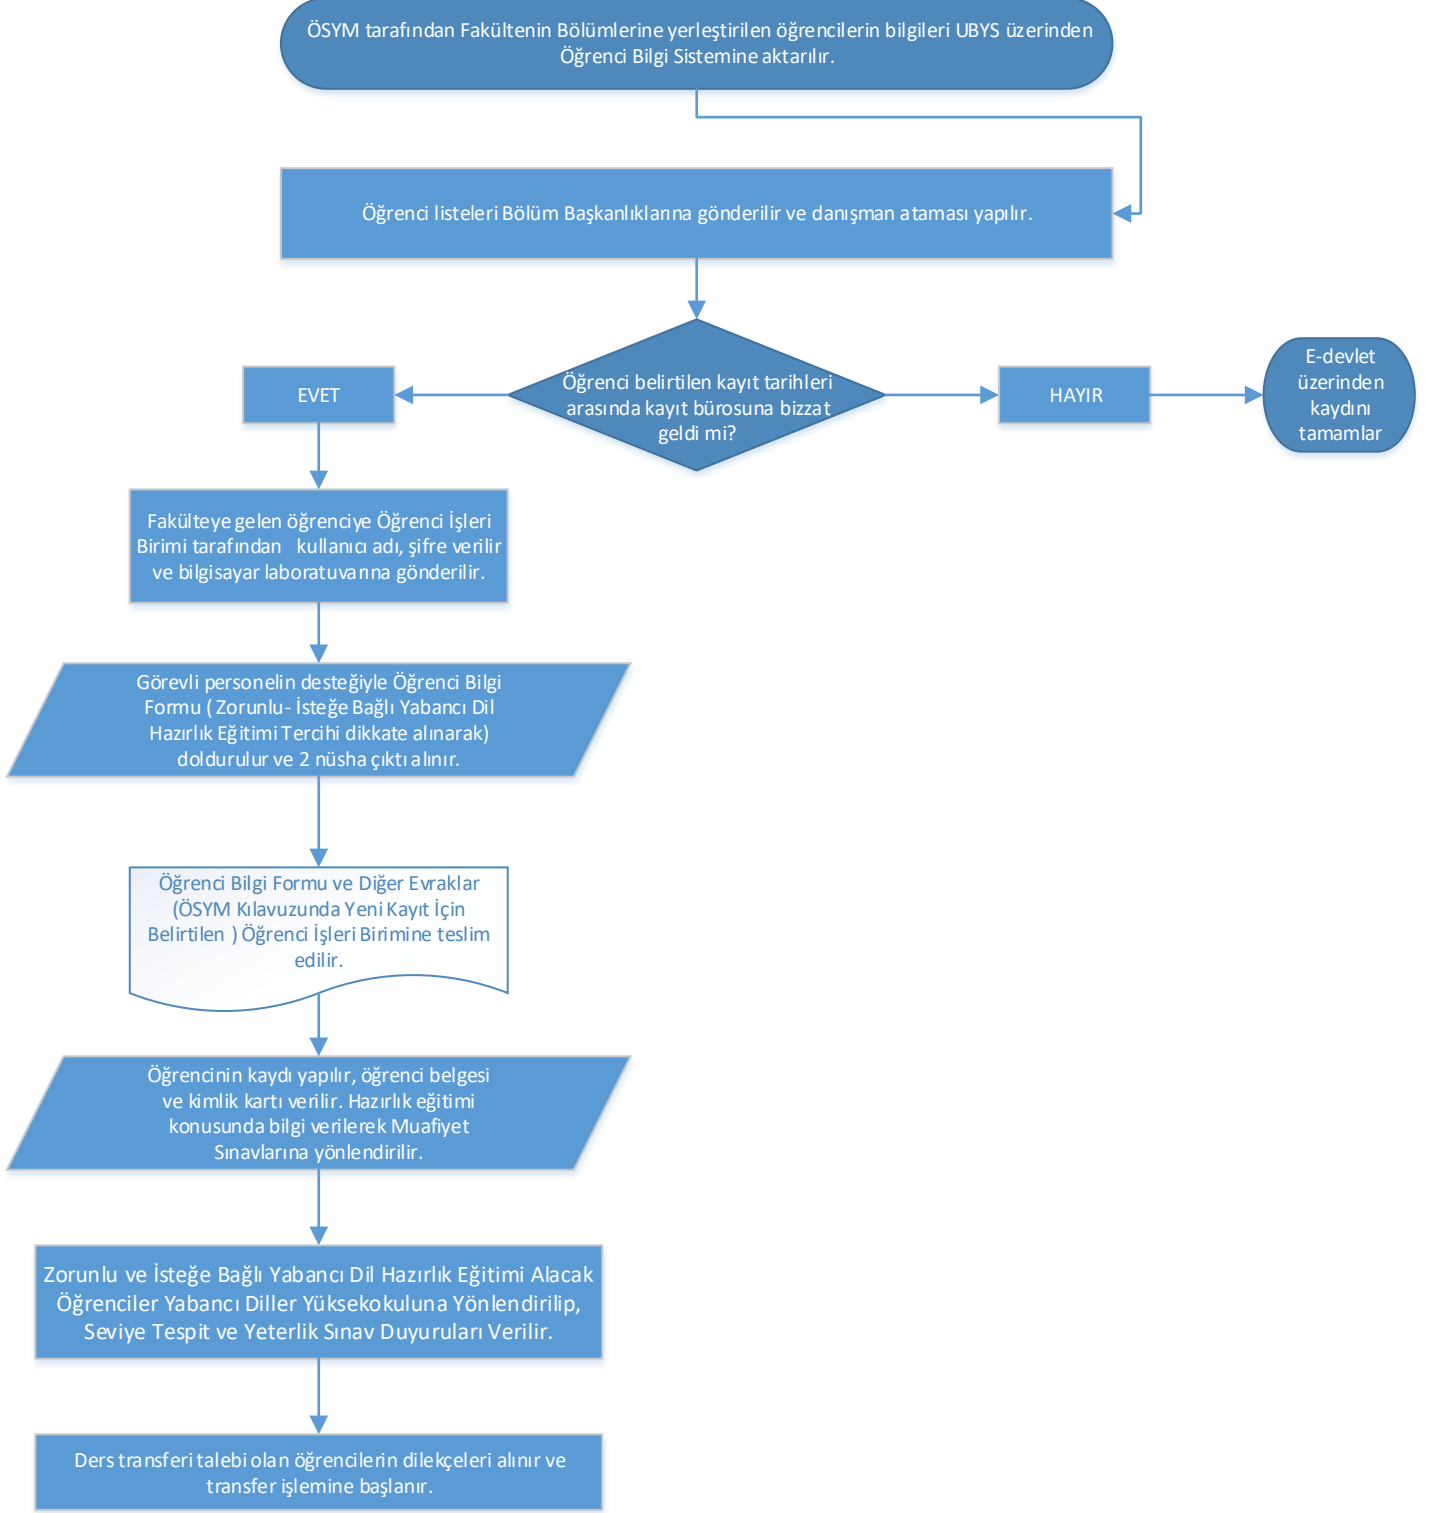 ÖSYM tarafından Fakültenin Bölümlerine yerleştirilen öğrencilerin bilgileri UBYS üzerinden
Öğrenci Bilgi Sistemine aktarılır.
Öğrenci listeleri Bölüm Başkanlıklarına gönderilir ve danışman ataması yapılır.
Öğrenci belirtilen kayıt tarihleri
arasında kayıt bürosuna bizzat
geldi mi?
EVET
HAYIR
E-devlet
üzerinden
kaydını
tamamlar
Fakülteye gelen öğrenciye Öğrenci İşleri
Birimi tarafından kullanıcı adı, şifre verilir
ve bilgisayar laboratuvarına gönderilir.
Görevli personelin desteğiyle Öğrenci Bilgi
Formu ( Zorunlu- İsteğe Bağlı Yabancı Dil
Hazırlık Eğitimi Tercihi dikkate alınarak)
doldurulur ve 2 nüsha çıktı alınır.
Öğrenci Bilgi Formu ve Diğer Evraklar
(ÖSYM Kılavuzunda Yeni Kayıt İçin
Belirtilen ) Öğrenci İşleri Birimine teslim
edilir.
Öğrencinin kaydı yapılır, öğrenci belgesi
ve kimlik kartı verilir. Hazırlık eğitimi
konusunda bilgi verilerek Muafiyet
Sınavlarına yönlendirilir.
Zorunlu ve İsteğe Bağlı Yabancı Dil Hazırlık Eğitimi Alacak
Öğrenciler Yabancı Diller Yüksekokuluna Yönlendirilip,
Seviye Tespit ve Yeterlik Sınav Duyuruları Verilir.
Ders transferi talebi olan öğrencilerin dilekçeleri alınır ve
transfer işlemine başlanır.